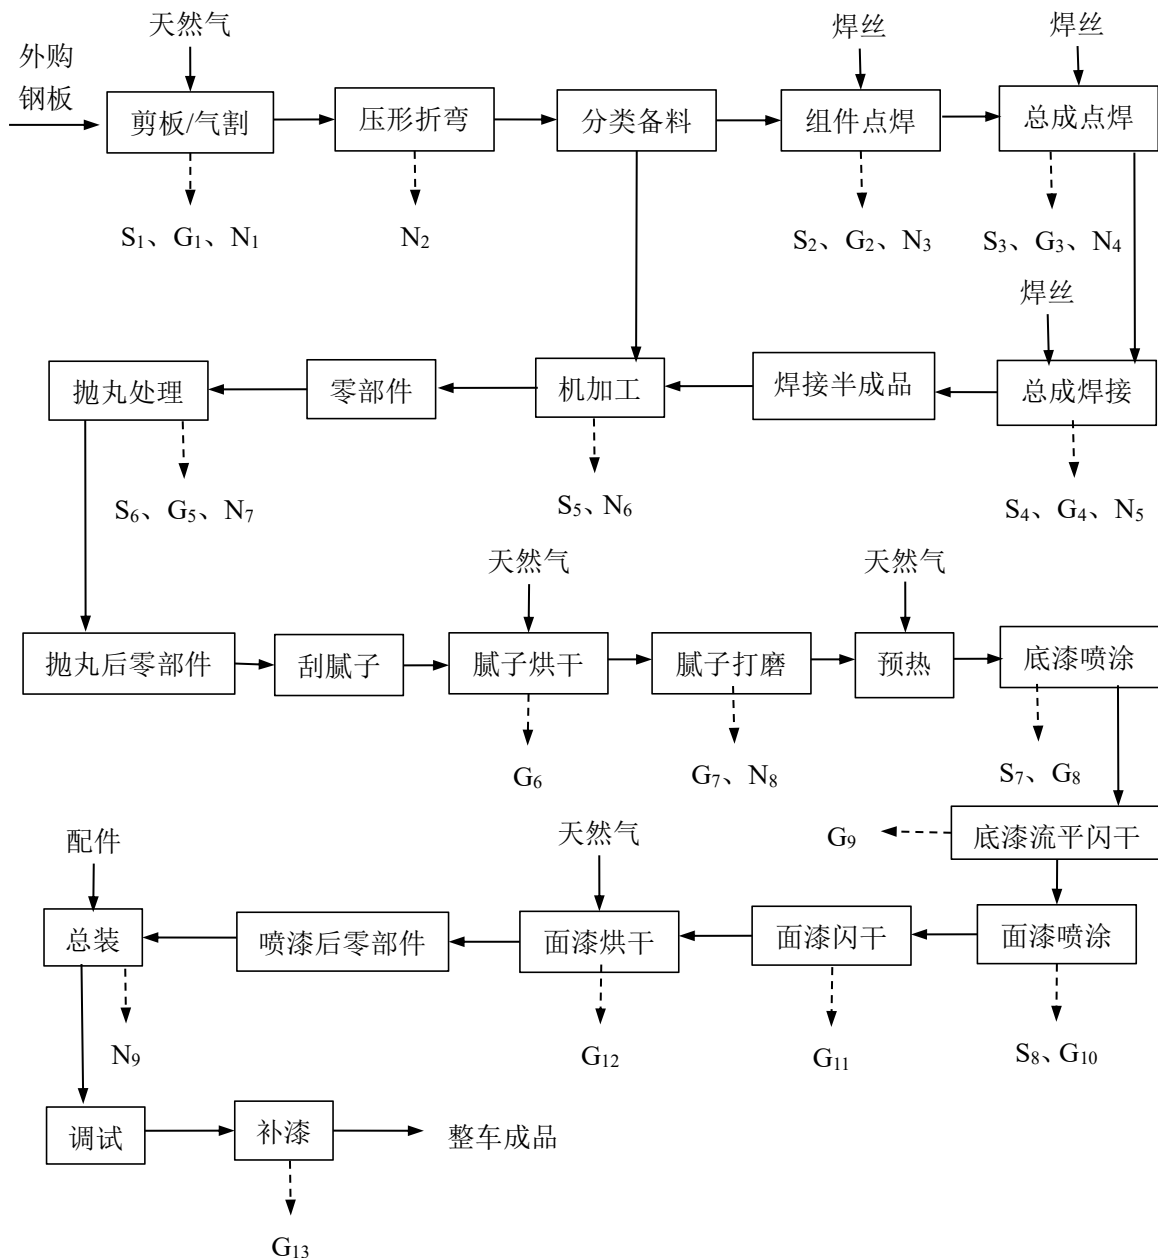 天然气
焊丝
焊丝
外购
钢板
剪板/气割
压形折弯
分类备料
组件点焊
总成点焊
S₁、G₁、N₁
N₂
S₂、G₂、N₃
S₃、G₃、N₄
焊丝
抛丸处理
零部件
机加工
焊接半成品
总成焊接
S₆、G₅、N₇
S₅、N₆
S₄、G₄、N₅
天然气
天然气
抛丸后零部件
刮腻子
腻子烘干
腻子打磨
预热
底漆喷涂
G₆
G₇、N₈
S₇、G₈
配件
天然气
G₉
底漆流平闪干
总装
喷漆后零部件
面漆烘干
面漆闪干
面漆喷涂
N₉
G₁₂
G₁₁
S₈、G₁₀
调试
补漆
整车成品
G₁₃